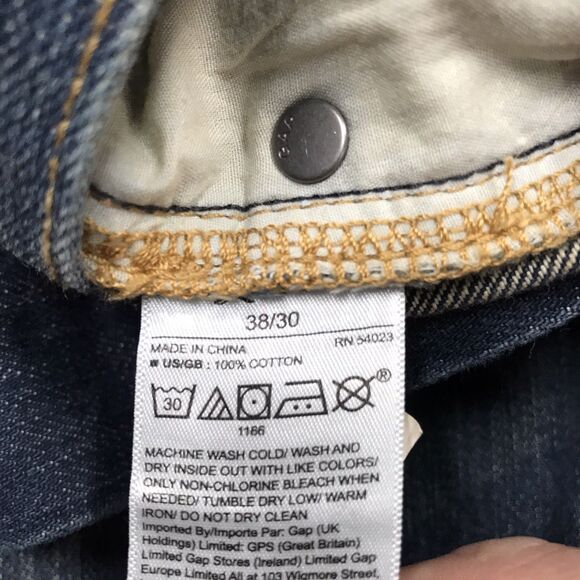 GAP
38/30
MADE IN CHINA RN 54023
■ US/GB : 100% COTTON
30 ®
1166
MACHINE WASH COLD/ WASH AND
DRY INSIDE OUT WITH LIKE COLORS/
ONLY NON-CHLORINE BLEACH WHEN
NEEDED/ TUMBLE DRY LOW/ WARM
IRON/ DO NOT DRY CLEAN
Imported By/Importe Par: Gap (UK
Holdings) Limited: GPS (Great Britain)
Limited Gap Stores (Ireland) Limited Gap
Europe Limited All at 103 Wigmore Street,